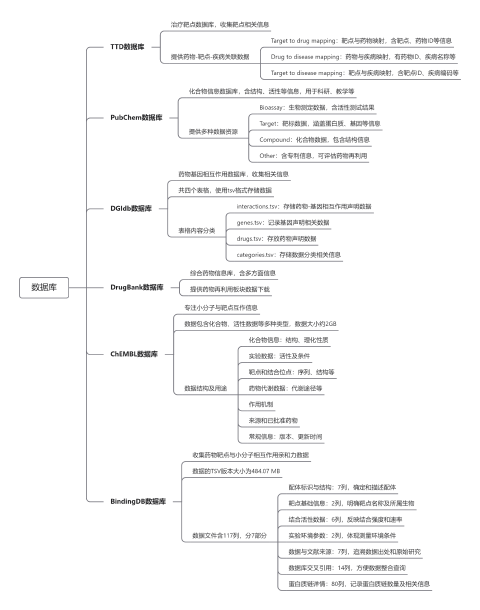 数据库
TTD数据库
治疗靶点数据库，收集靶点相关信息
提供药物-靶点-疾病关联数据
Target to drug mapping：靶点与药物映射，含靶点、药物ID等信息
Drug to disease mapping：药物与疾病映射，有药物ID、疾病名称等
Target to disease mapping：靶点与疾病映射，含靶点ID、疾病编码等
PubChem数据库
化合物信息数据库，含结构、活性等信息，用于科研、教学等
提供多种数据资源
Bioassay：生物测定数据，含活性测试结果
Target：靶标数据，涵盖蛋白质、基因等信息
Compound：化合物数据，包含结构信息
Other：含专利信息，可评估药物再利用
DGIdb数据库
药物基因相互作用数据库，收集相关信息
共四个表格，使用tsv格式存储数据
表格内容分类
interactions.tsv：存储药物-基因相互作用声明数据
genes.tsv：记录基因声明相关数据
drugs.tsv：存放药物声明数据
categories.tsv：存储数据分类相关信息
DrugBank数据库
综合药物信息库，含多方面信息
提供药物再利用板块数据下载
ChEMBL数据库
专注小分子与靶点互作信息
数据包含化合物、活性数据等多种类型，数据大小约2GB
数据结构及用途
化合物信息：结构、理化性质
实验数据：活性及条件
靶点和结合位点：序列、结构等
药物代谢数据：代谢途径等
作用机制
来源和已批准药物
常规信息：版本、更新时间
BindingDB数据库
收集药物靶点与小分子相互作用亲和力数据
数据的TSV版本大小为484.07 MB
数据文件含117列，分7部分
配体标识与结构：7列，确定和描述配体
靶点基础信息：2列，明确靶点名称及所属生物
结合活性数据：6列，反映结合强度和速率
实验环境参数：2列，体现测量环境条件
数据与文献来源：7列，追溯数据出处和原始研究
数据库交叉引用：14列，方便数据整合查询
蛋白质链详情：80列，记录蛋白质链数量及相关信息